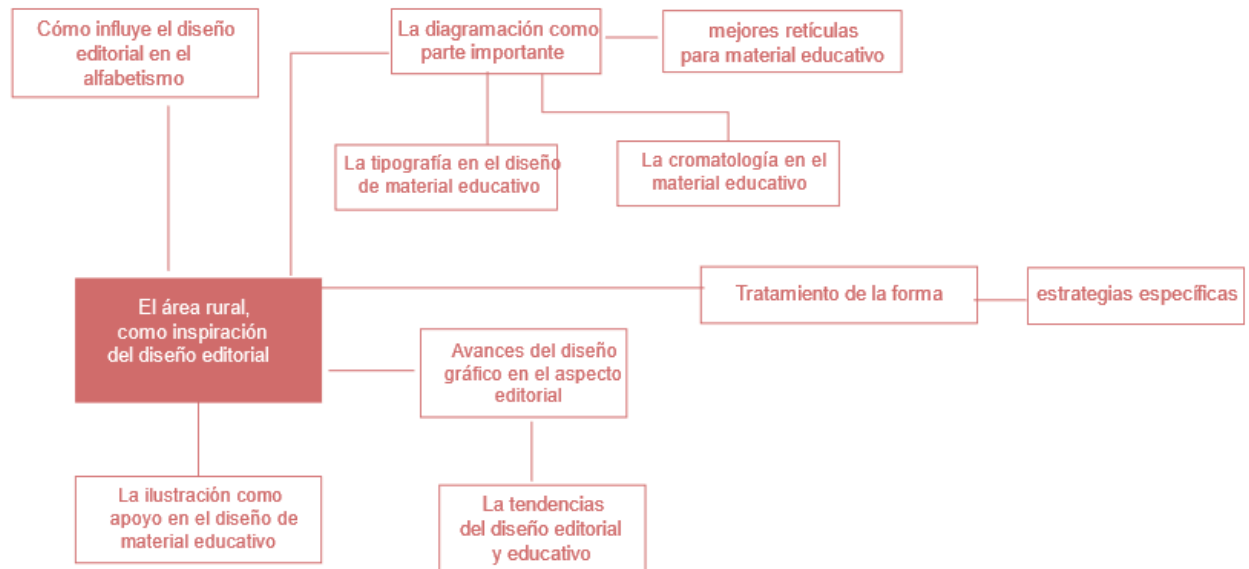 Cómo influye el diseño
editorial en el
alfabetismo
La diagramación como
parte importante
mejores retículas
para material educativo
La tipografía en el diseño
de material educativo
La cromatología en el
material educativo
El área rural,
como inspiración
del diseño editorial
Tratamiento de la forma
estrategias específicas
Avances del diseño
gráfico en el aspecto
editorial
La ilustración como
apoyo en el diseño de
material educativo
La tendencias
del diseño editorial
y educativo